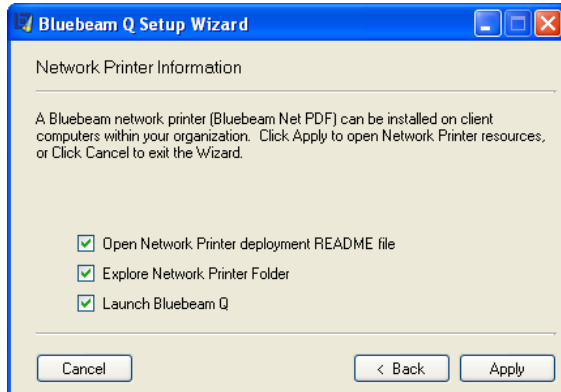 Bluebeam Q Setup Wizard
Network Printer Information
A Bluebeam network printer (Bluebeam Net PDF) can be installed on client
computers within your organization.  Click Apply to open Network Printer resources,
or Click Cancel to exit the Wizard.
Open Network Printer deployment README file
Explore Network Printer Folder
Launch Bluebeam Q
Cancel
< Back
Apply